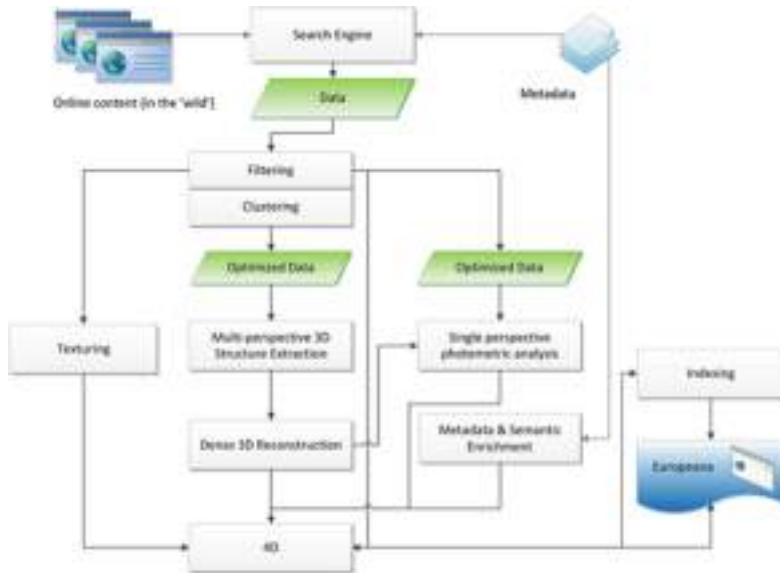 Search Engine
Online content (in the 'wild')
Metadata
Data
Filtering
Clustering
Optimized Data
Optimized Data
Texturing
Multi-perspective 3D
Structure Extraction
Single perspective
photometric analysis
Indexing
Dense 3D Reconstruction
Metadata & Semantic
Enrichment
Europeana
4D